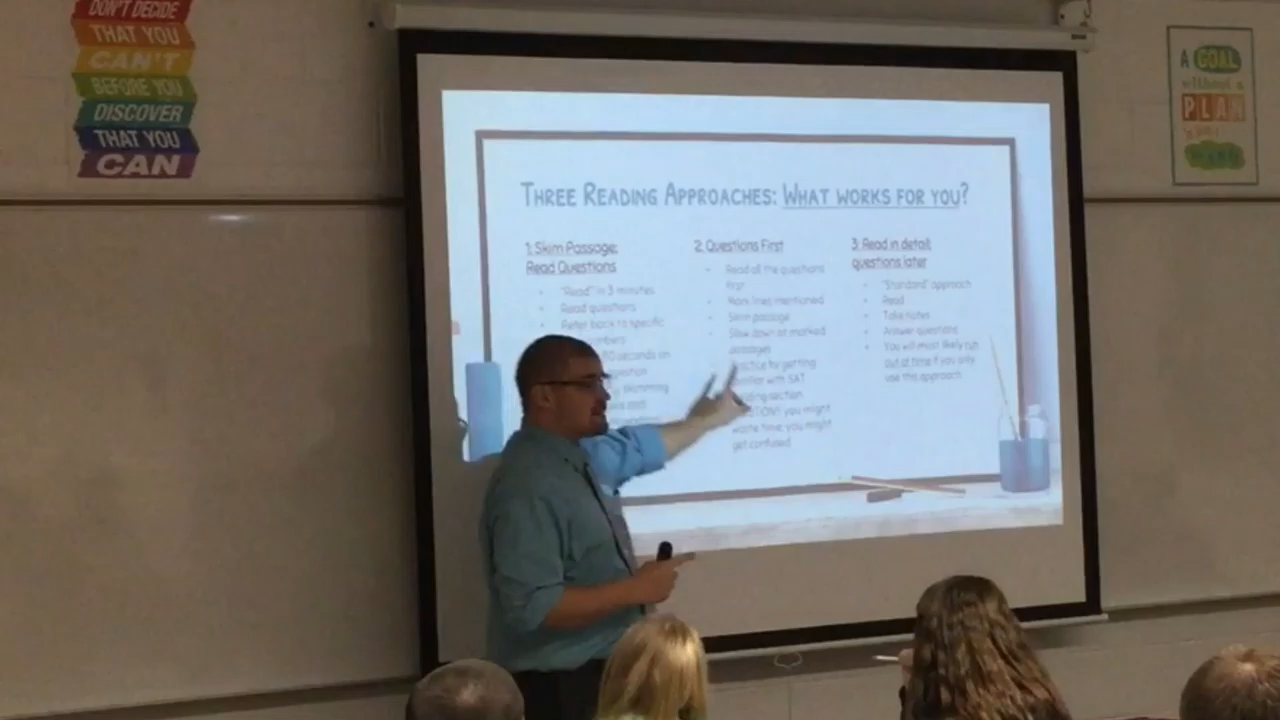 DON'T DECIDE
THAT YOU
CAN'T
BEFORE YOU
DISCOVER
THAT YOU
CAN
THREE READING APPROACHES: WHAT WORKS FOR YOU?
1. Skim Passage;
Read Questions
"Read" in 3 minutes
Read questions
Refer back to specific
seconds on
skimming
2. Questions First
Read all the questions
first
Mark lines mentioned
Skim passage
Slow down at marked
passages
Practice by getting
with SAT
section
you might
waste time; you might
get confused
3. Read in detail;
questions later
"Standard" approach
Read
Take notes
Answer questions
You will most likely run
out of time if you only
use this approach
A GOAL
without a
PLAN